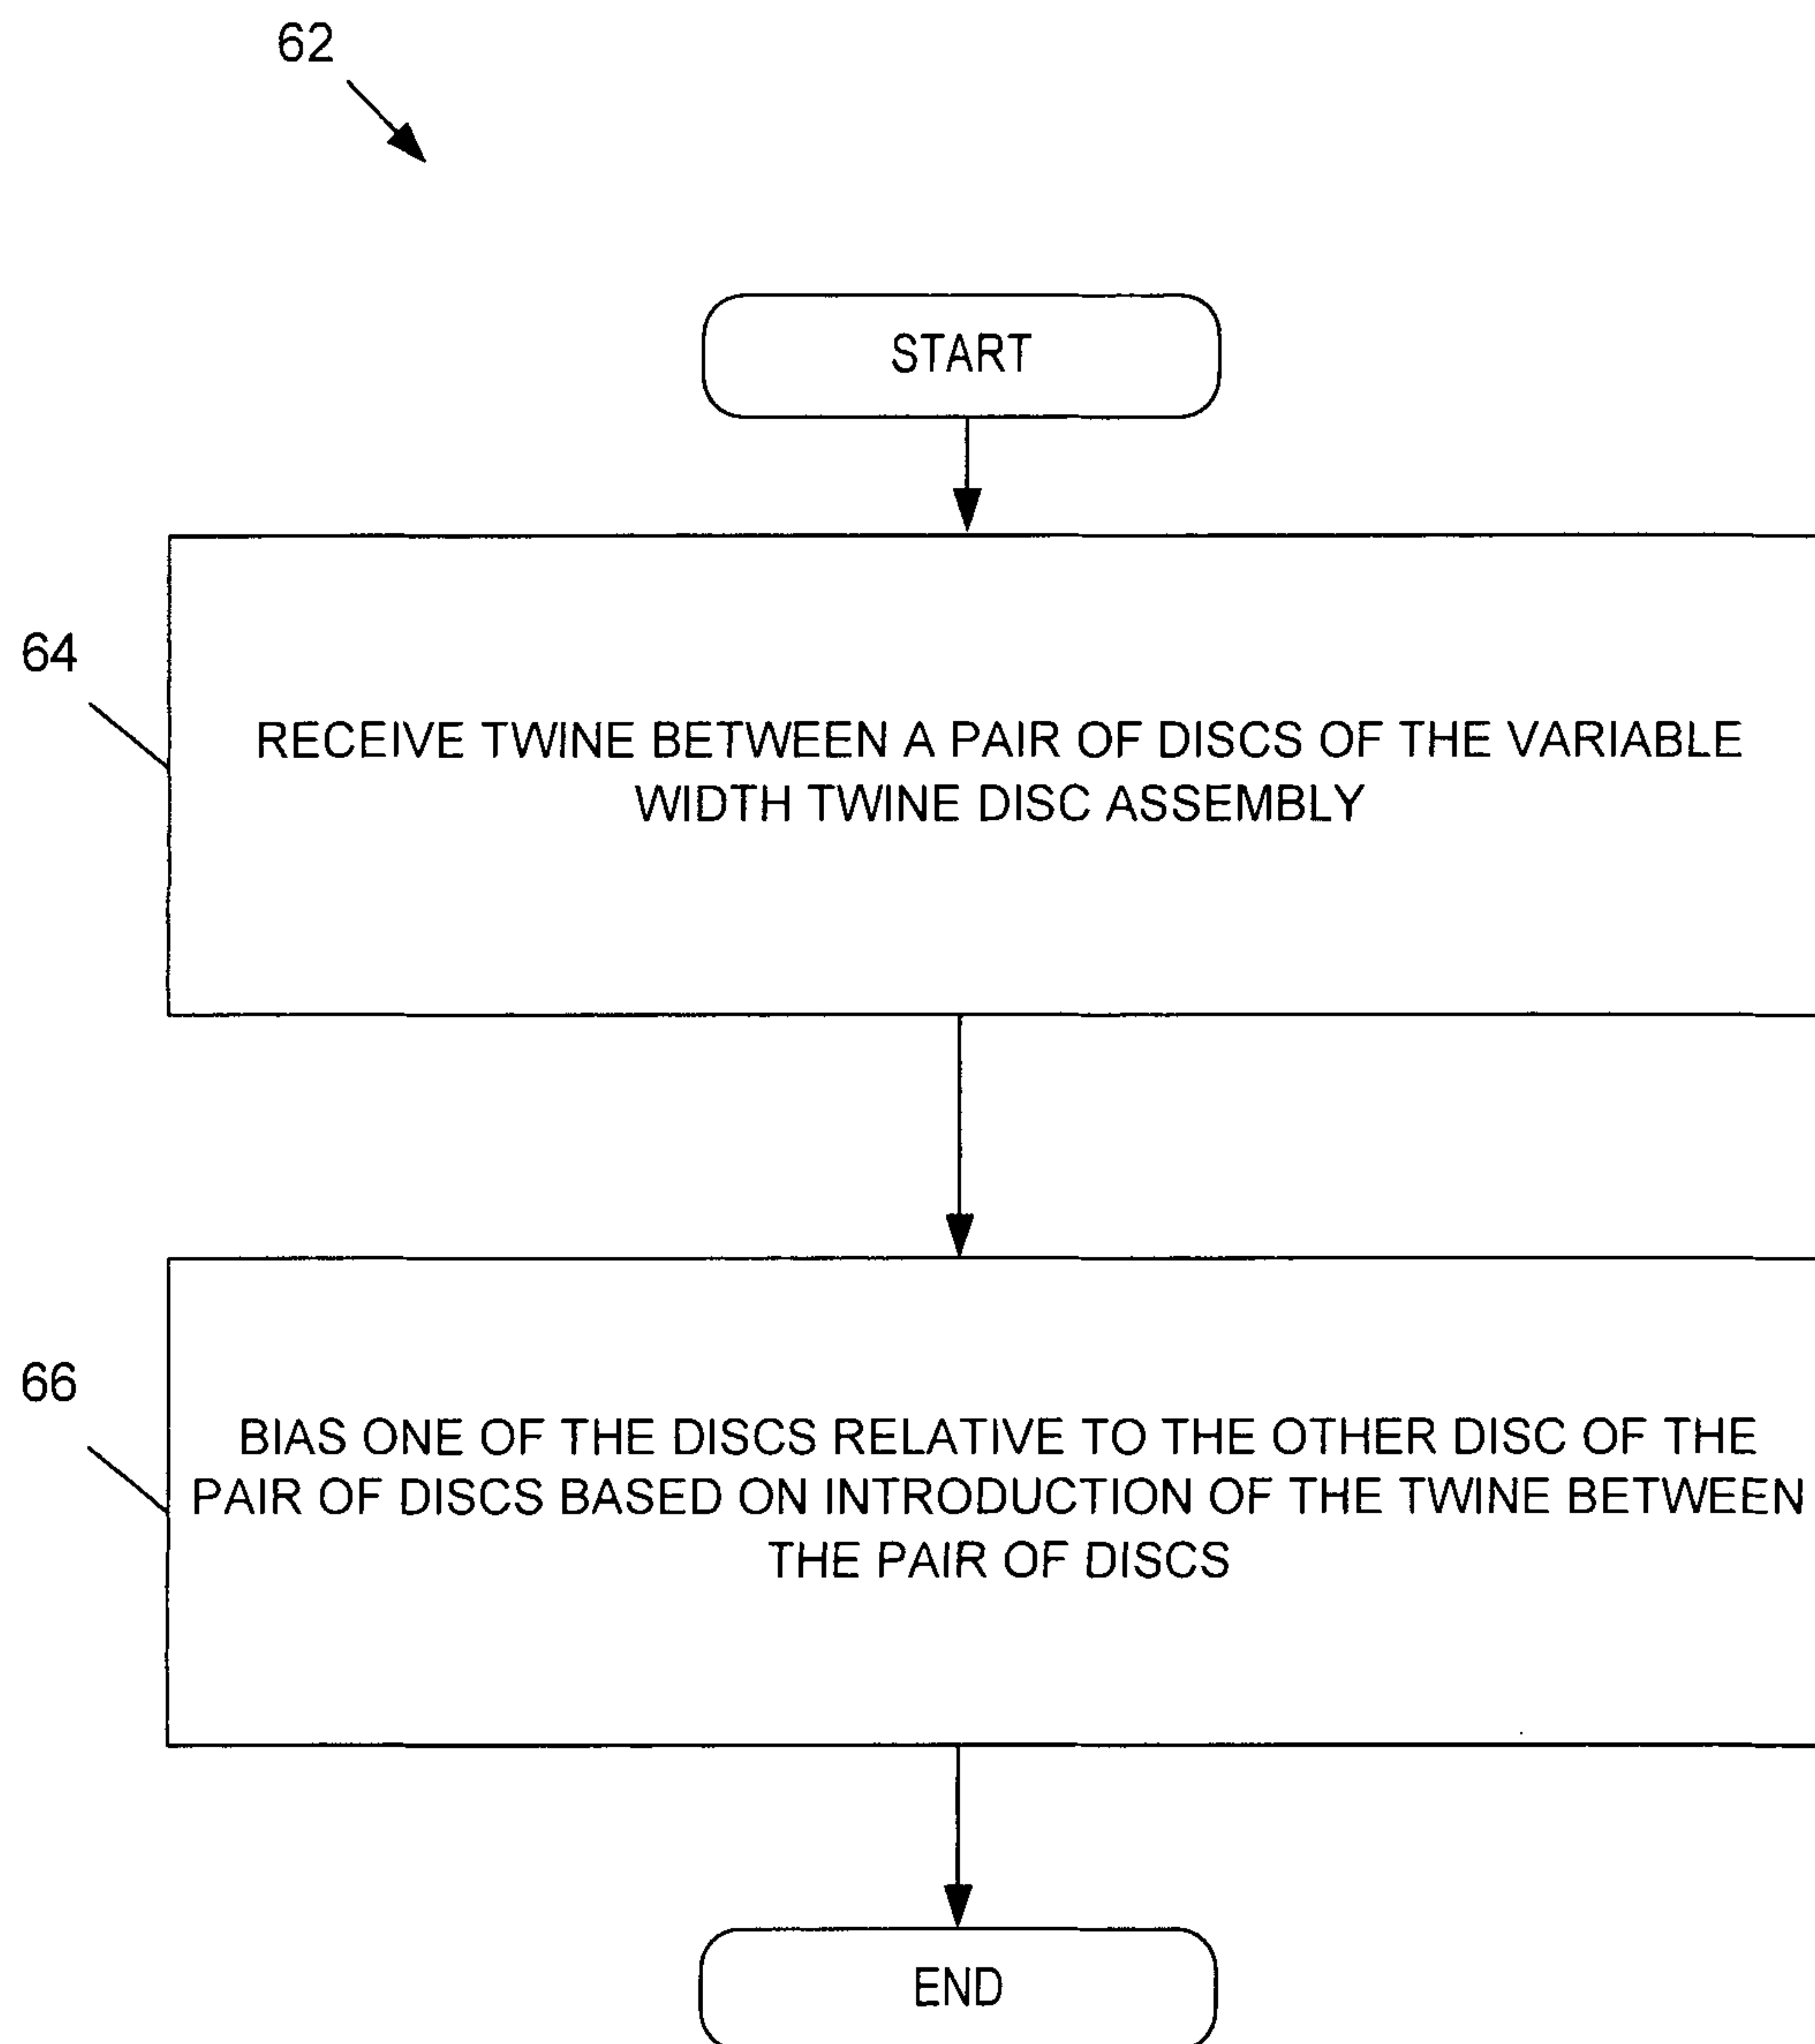 62
START
64
RECEIVE TWINE BETWEEN A PAIR OF DISCS OF THE VARIABLE
WIDTH TWINE DISC ASSEMBLY
66
BIAS ONE OF THE DISCS RELATIVE TO THE OTHER DISC OF THE
PAIR OF DISCS BASED ON INTRODUCTION OF THE TWINE BETWEEN
THE PAIR OF DISCS
END